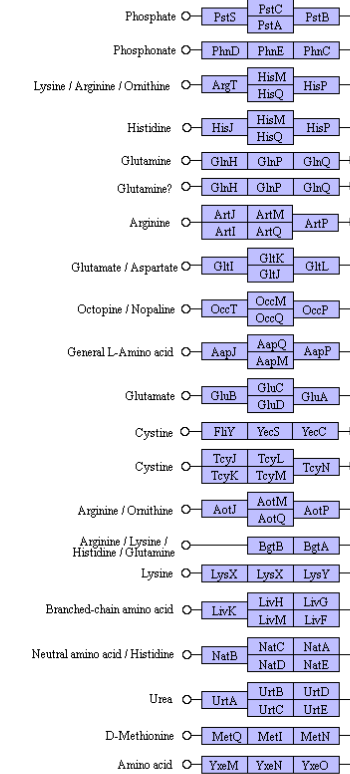 Phosphate PstS PstC PstA PstB
Phosphonate PhnD PhnE PhnC
Lysine / Arginine / Ornithine ArgT HisM HisQ HisP
Histidine HisJ HisM HisQ HisP
Glutamine GlnH GlnP GlnQ
Glutamine? GlnH GlnP GlnQ
Arginine ArtJ ArtI ArtM ArtQ ArtP
Glutamate / Aspartate GltI GltK GltJ GltL
Octopine / Nopaline OccT OccM OccQ OccP
General L-Amino acid AapJ AapQ AapM AapP
Glutamate GluB GluC GluD GluA
Cystine FliY YecS YecC
Cystine TcyJ TcyK TcyL TcyM TcyN
Arginine / Ornithine AotJ AotM AotQ AotP
Arginine / Lysine /
Histidine / Glutamine BgtB BgtA
Lysine LysX LysX LysY
Branched-chain amino acid LivK LivH LivM LivG LivF
Neutral amino acid / Histidine NatB NatC NatD NatA NatE
Urea UrtA UrtB UrtC UrtD UrtE
D-Methionine MetQ MetI MetN
Amino acid YxeM YxeN YxeO